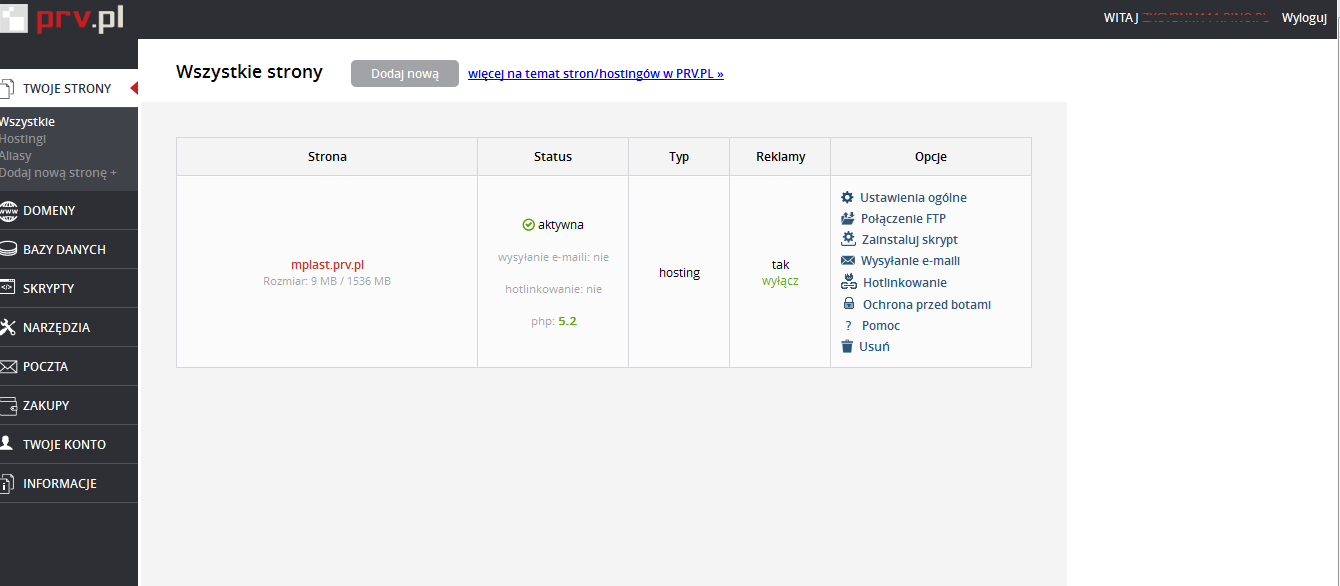 prv.pl
WITAJ
Wyloguj
Wszystkie strony
Dodaj nową
więcej na temat stron/hostingów w PRV.PL »
TWOJE STRONY
Wszystkie
Hostingi
Aliasy
Dodaj nową stronę +
DOMENY
BAZY DANYCH
SKRYPTY
NARZĘDZIA
POCZTA
ZAKUPY
TWOJE KONTO
INFORMACJE
Strona
Status
Typ
Reklamy
Opcje
mplast.prv.pl
Rozmiar: 9 MB / 1536 MB
aktywna
wysyłanie e-maili: nie
hotlinkowanie: nie
php: 5.2
hosting
tak
wyłącz
Ustawienia ogólne
Połączenie FTP
Zainstaluj skrypt
Wysyłanie e-maili
Hotlinkowanie
Ochrona przed botami
? Pomoc
Usuń